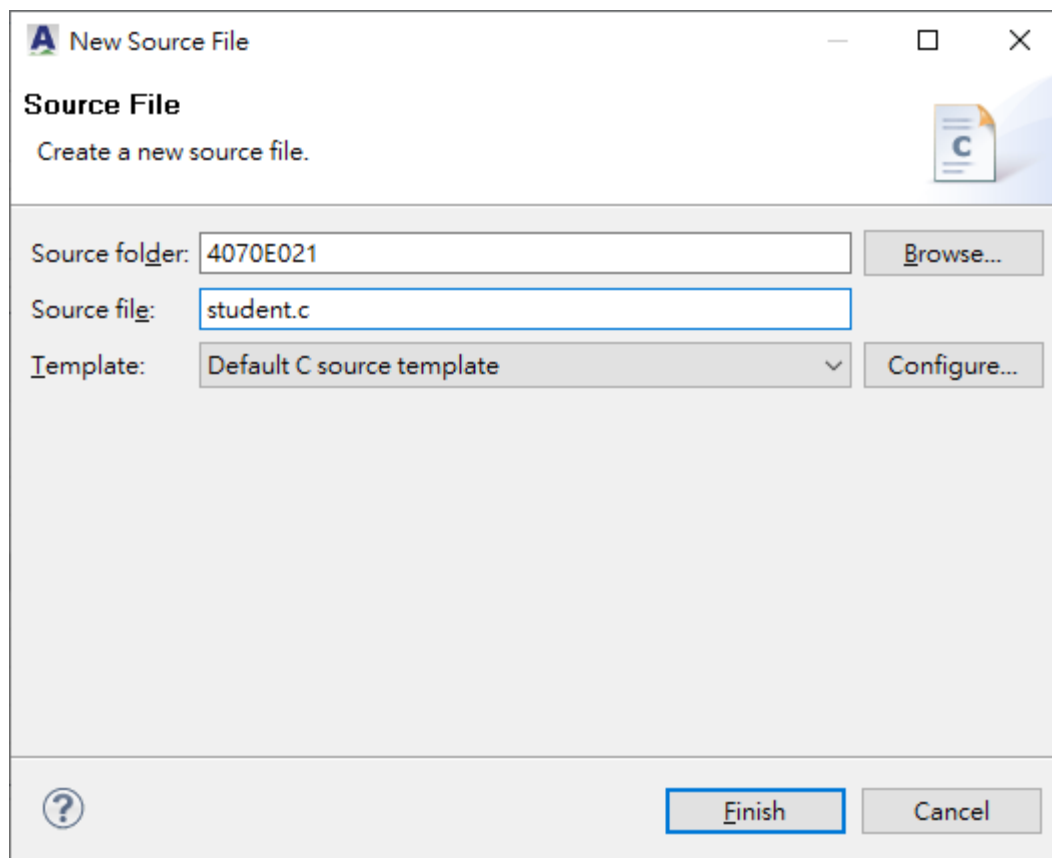 New Source File
Source File
Create a new source file.
C
Source folder: 4070E021 Browse...
Source file: student.c
Template: Default C source template Configure...
? Finish Cancel